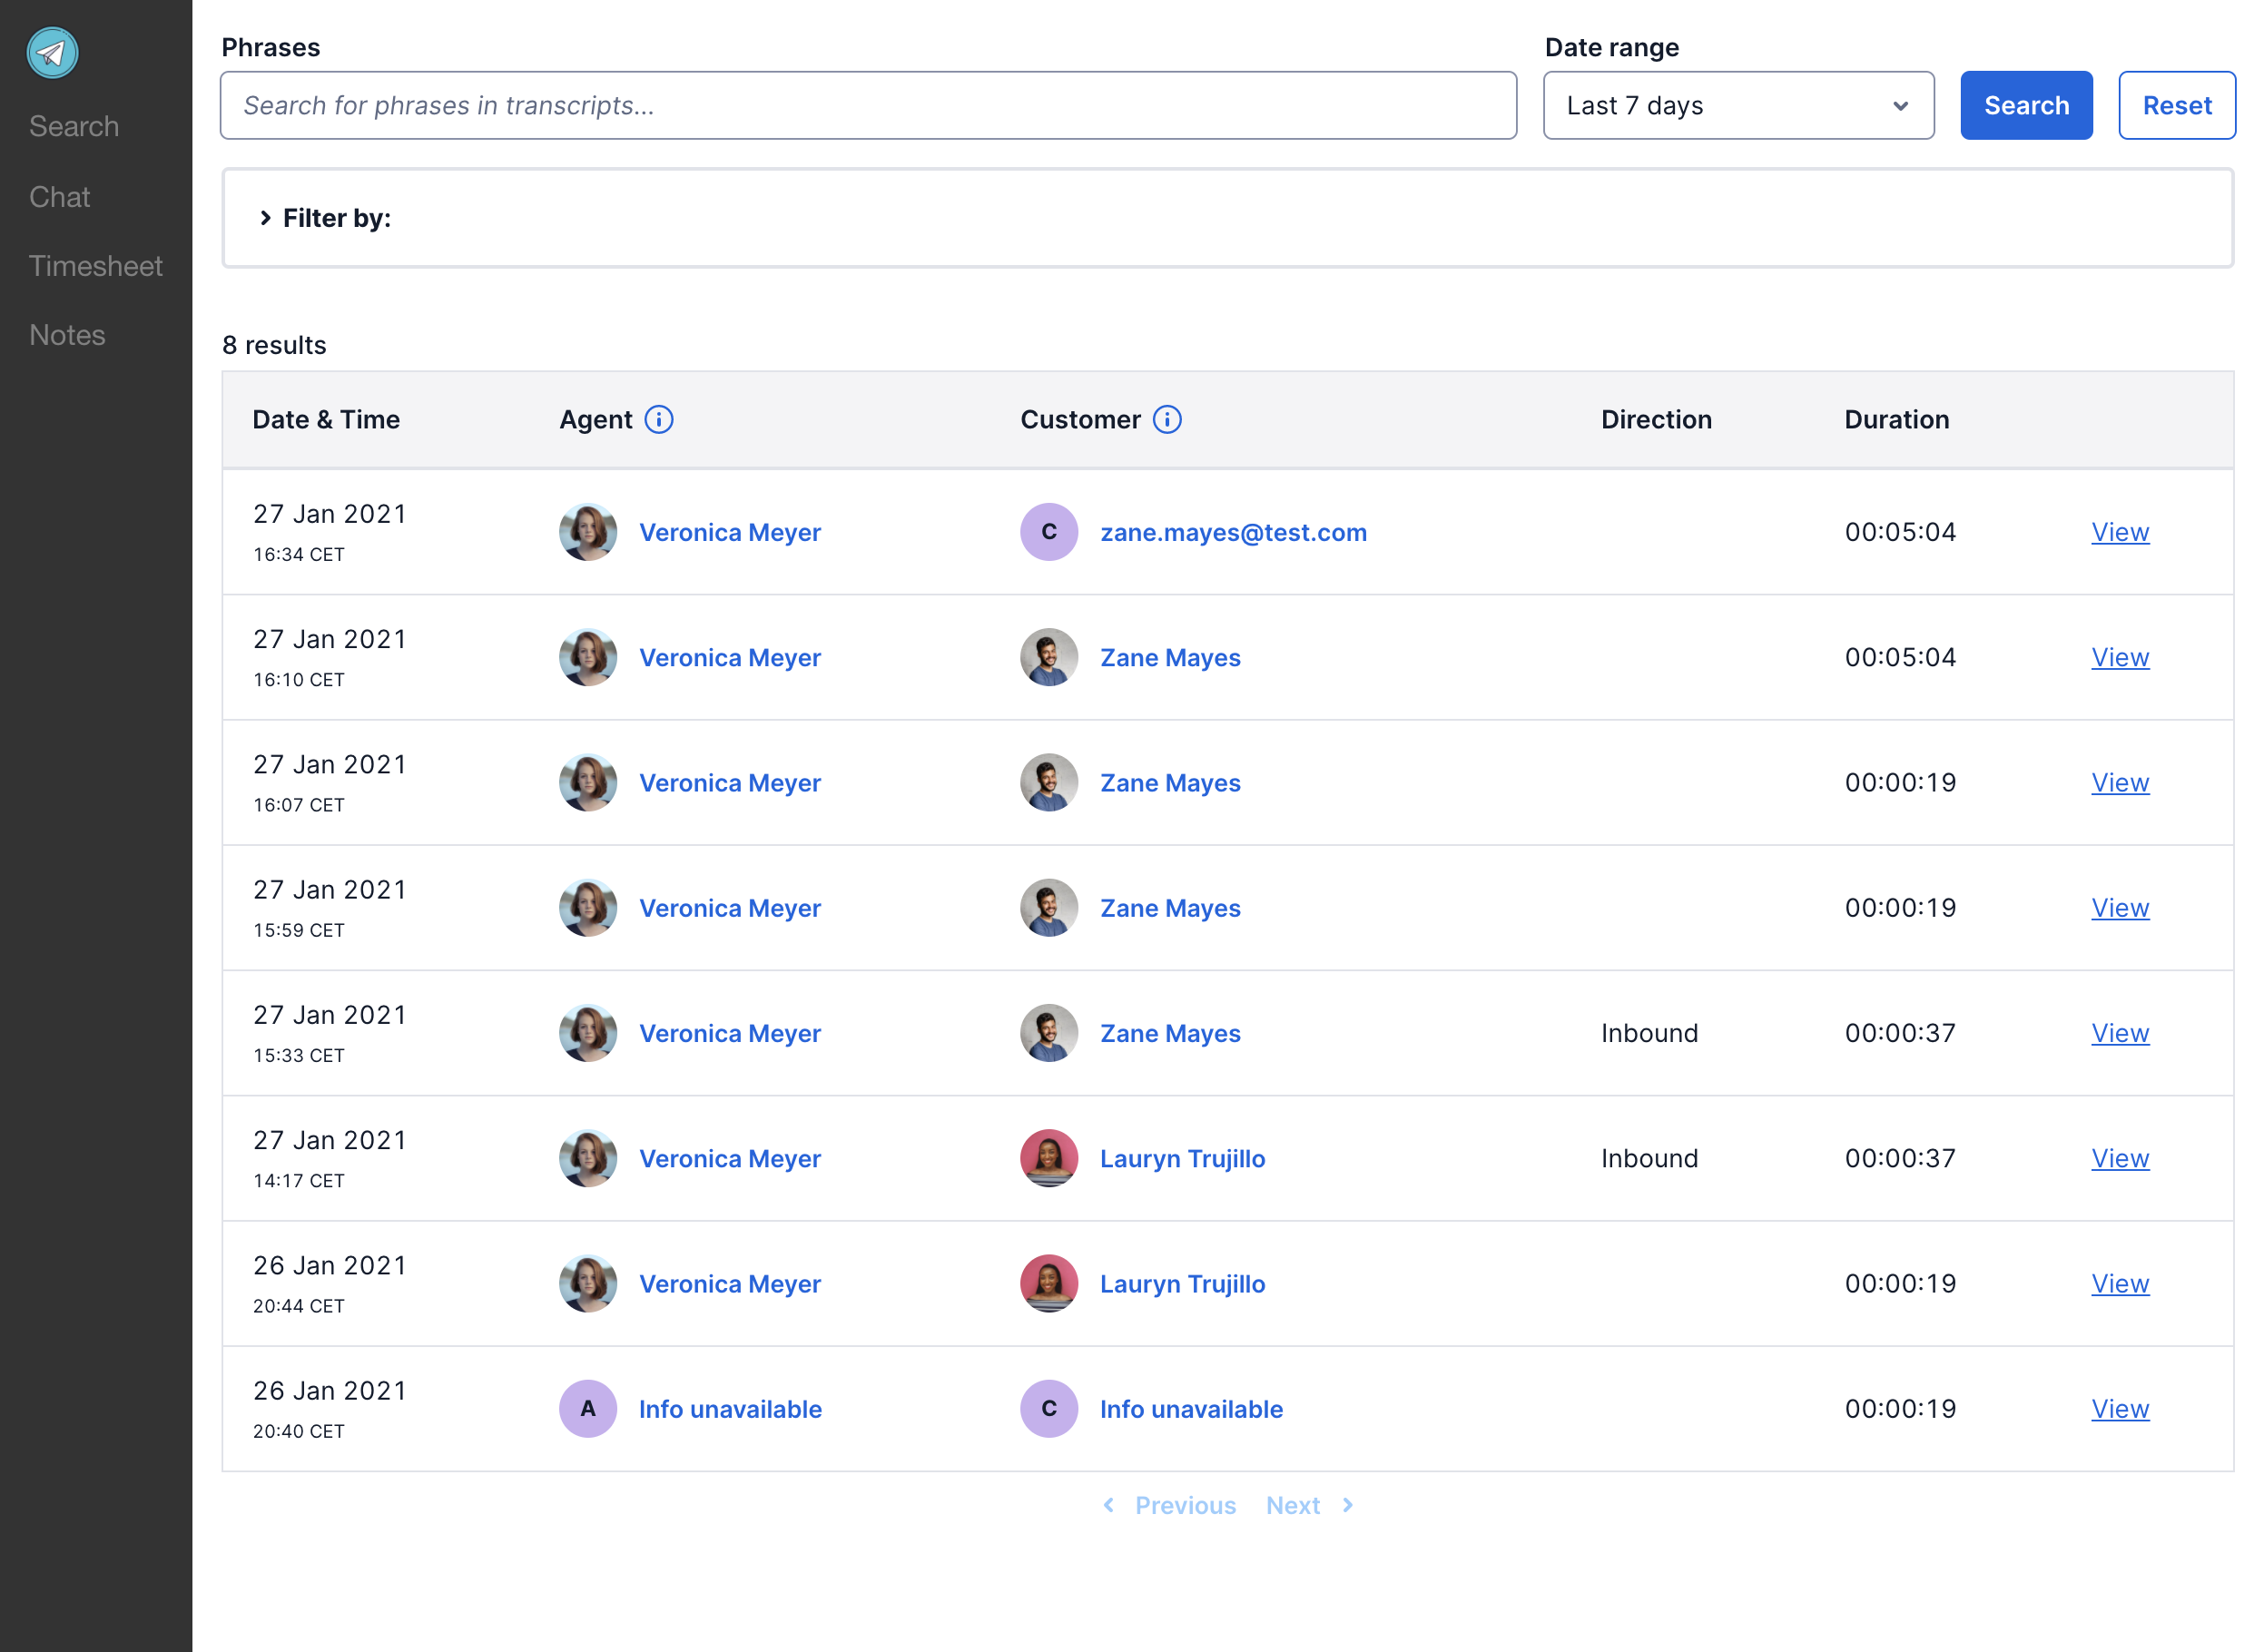 Search
Chat
Timesheet
Notes
Phrases
Search for phrases in transcripts...
Date range
Last 7 days
Search
Reset
Filter by:
8 results
Date & Time Agent Customer Direction Duration
27 Jan 2021
16:34 CET
Veronica Meyer
C
zane.mayes@test.com
00:05:04
View
27 Jan 2021
16:10 CET
Veronica Meyer
Zane Mayes
00:05:04
View
27 Jan 2021
16:07 CET
Veronica Meyer
Zane Mayes
00:00:19
View
27 Jan 2021
15:59 CET
Veronica Meyer
Zane Mayes
00:00:19
View
27 Jan 2021
15:33 CET
Veronica Meyer
Zane Mayes
Inbound
00:00:37
View
27 Jan 2021
14:17 CET
Veronica Meyer
Lauryn Trujillo
Inbound
00:00:37
View
26 Jan 2021
20:44 CET
Veronica Meyer
Lauryn Trujillo
00:00:19
View
26 Jan 2021
20:40 CET
A
Info unavailable
C
Info unavailable
00:00:19
View
Previous Next